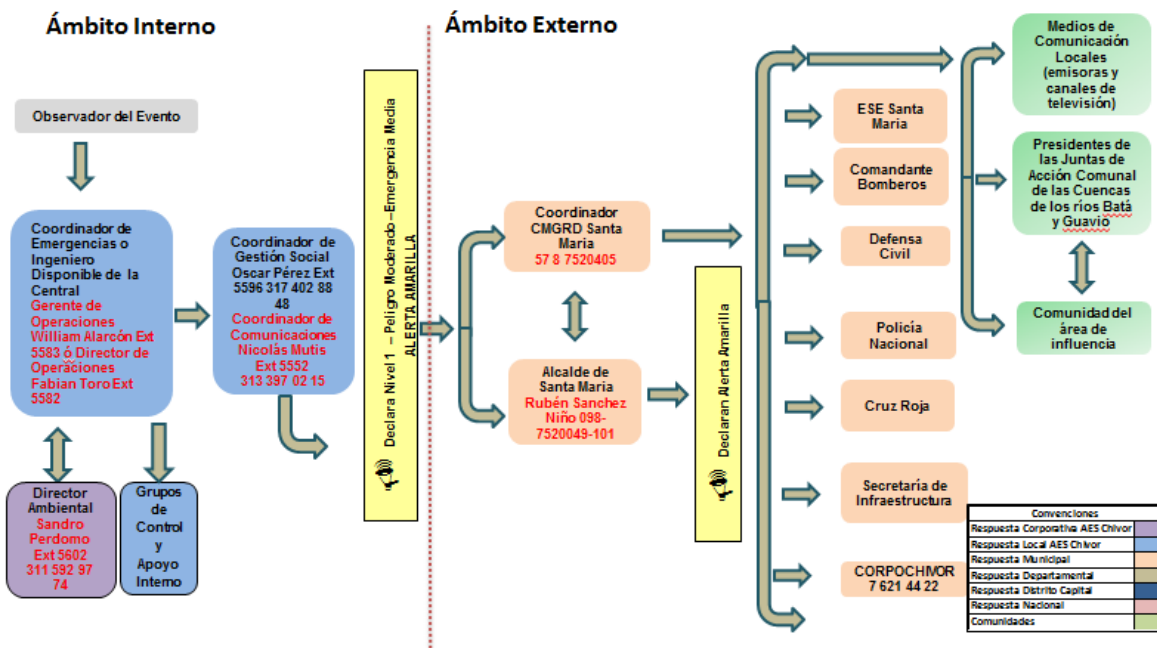 Ámbito Interno
Ámbito Externo
Observador del Evento
Coordinador de
Emergencias o
Ingeniero
Disponible de la
Central
Gerente de
Operaciones
William Alarcón Ext
5583 ó Director de
Operaciones
Fabian Toro Ext
5582
Director
Ambiental
Sandro
Perdomo
Ext 5602
311 592 97
74
Grupos
de
Control
y
Apoyo
Interno
Coordinador de
Gestión Social
Oscar Pérez Ext
5596 317 402 88
48
Coordinador de
Comunicaciones
Nicolás Mutis
Ext 5552
313 397 02 15
Declara Nivel 1 – Peligro Moderado –Emergencia Media
ALERTA AMARILLA
Coordinador
CMGRD Santa
Maria
57 8 7520405
Alcalde de
Santa Maria
Rubén Sanchez
Niño 098-
7520049-101
Declaran Alerta Amarilla
ESE Santa
Maria
Comandante
Bomberos
Defensa
Civil
Policía
Nacional
Cruz Roja
Secretaría de
Infraestructura
CORPOCHIVOR
7 621 44 22
Medios de
Comunicación
Locales
(emisoras y
canales de
televisión)
Presidentes de
las Juntas de
Acción Comunal
de las Cuencas
de los ríos Batá
y Guavio
Comunidad del
área de
influencia
Convenciones
Respuesta Corporativa AES Chivor
Respuesta Local AES Chivor
Respuesta Municipal
Respuesta Departamental
Respuesta Distrito Capital
Respuesta Nacional
Comunidades